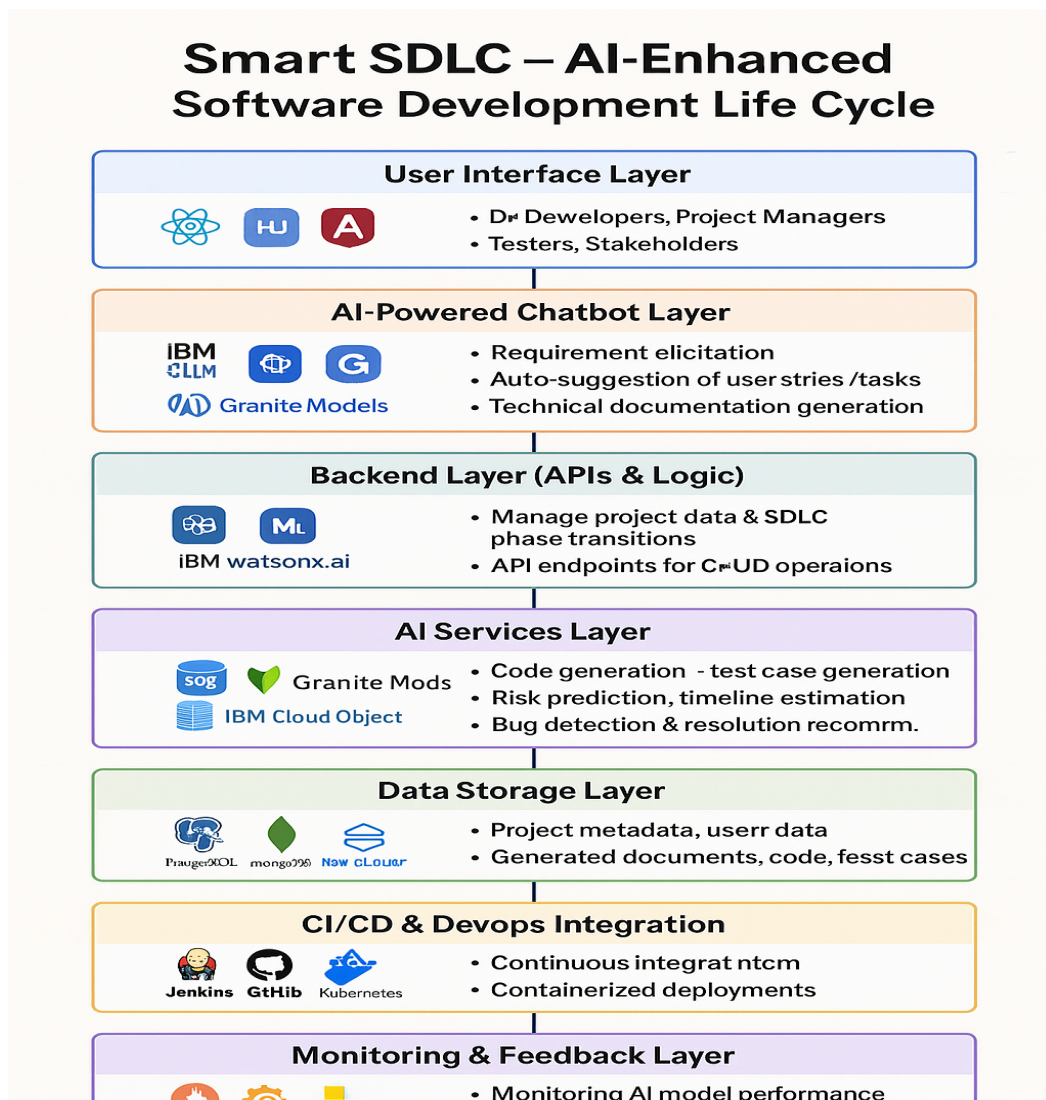 Smart SDLC – AI-Enhanced
Software Development Life Cycle
User Interface Layer
HJ
A
• Dewelopers, Project Managers
• Testers, Stakeholders
AI-Powered Chatbot Layer
IBM
CLLM
G
Granite Models
• Requirement elicitation
• Auto-suggestion of user stries /tasks
• Technical documentation generation
Backend Layer (APIs & Logic)
ML
iBM watsonx.ai
• Manage project data & SDLC
phase transitions
• API endpoints for operaions
AI Services Layer
sog
Granite Mods
IBM Cloud Object
• Code generation - test case generation
• Risk prediction, timeline estimation
• Bug detection & resolution recomrm.
Data Storage Layer
Naw cLouar
• Project metadata, userr data
• Generated documents, code, fesst cases
CI/CD & Devops Integration
Jenkins
GtHib
Kubernetes
• Continuous integrat ntcm
• Containerized deployments
Monitoring & Feedback Layer
• Monitoring AI model performance